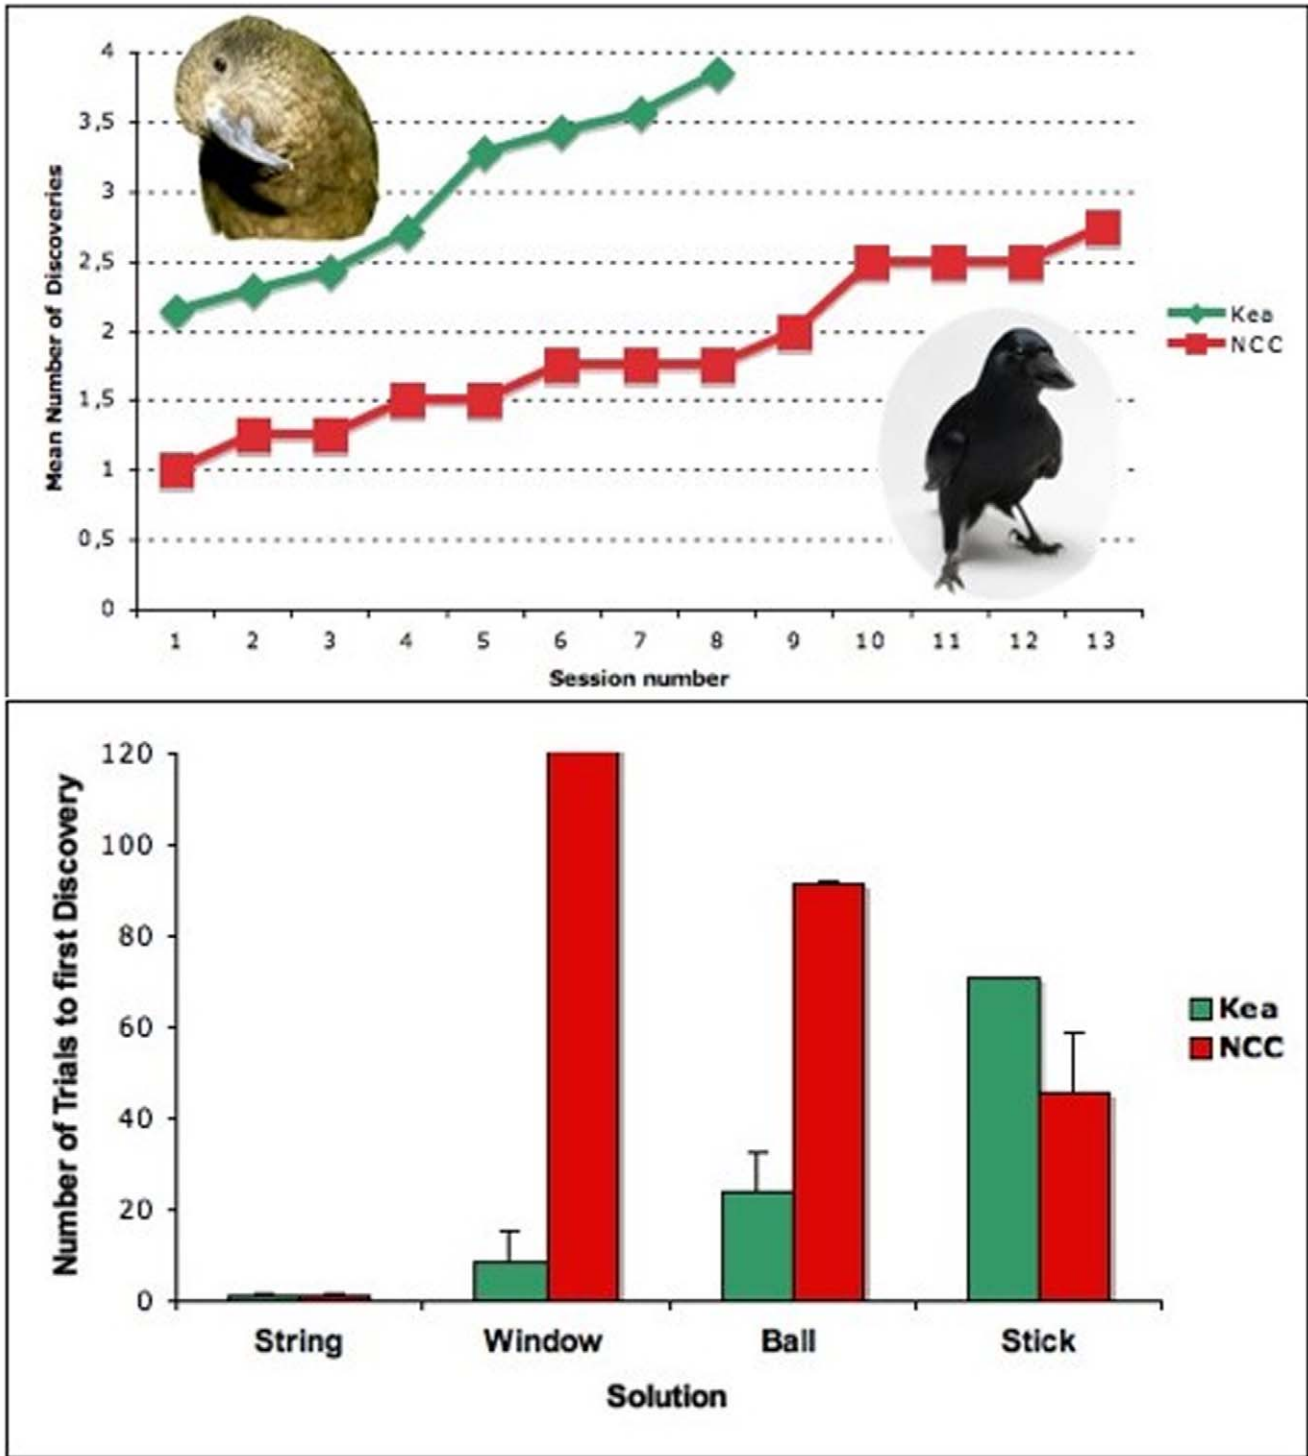 4
3,5
3
2,5
2
1,5
1
0,5
0
Mean Number of Discoveries
1 2 3 4 5 6 7 8 9 10 11 12 13
Session number
Kea
NCC
120
100
80
60
40
20
0
Number of Trials to first Discovery
String Window Ball Stick
Solution
Kea
NCC